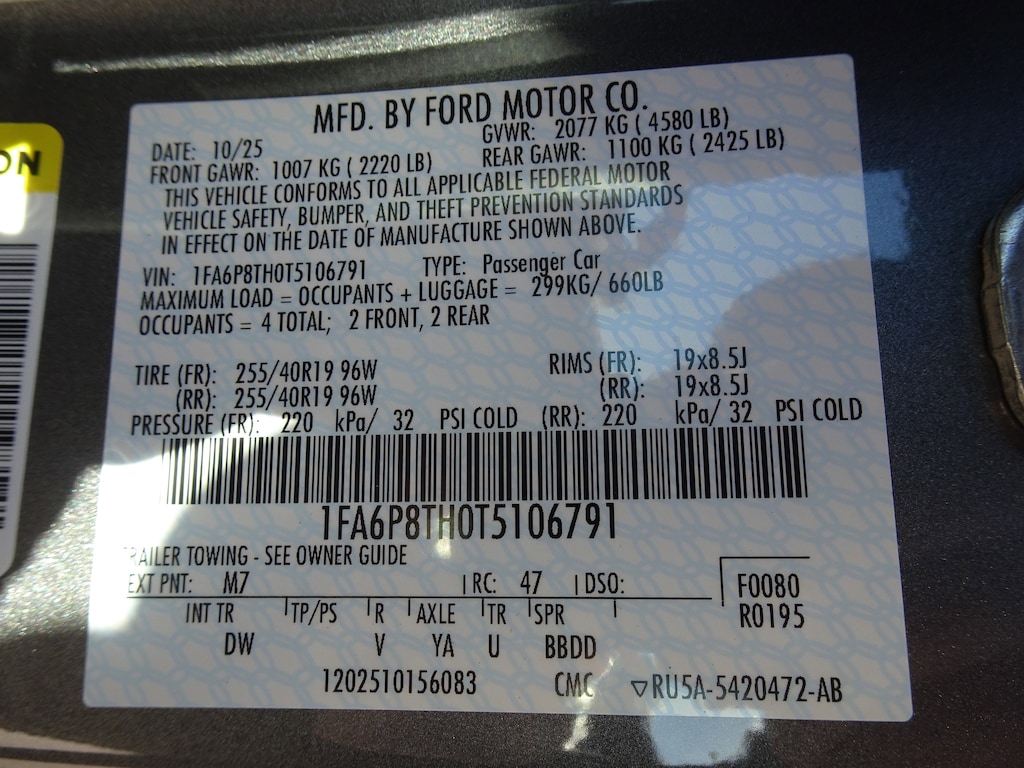 ON
MFD. BY FORD MOTOR CO.
DATE: 10/25 GVWR: 2077 KG ( 4580 LB)
FRONT GAWR: 1007 KG ( 2220 LB) REAR GAWR: 1100 KG ( 2425 LB)
THIS VEHICLE CONFORMS TO ALL APPLICABLE FEDERAL MOTOR
VEHICLE SAFETY, BUMPER, AND THEFT PREVENTION STANDARDS
IN EFFECT ON THE DATE OF MANUFACTURE SHOWN ABOVE.
VIN: 1FA6P8TH0T5106791 TYPE: Passenger Car
MAXIMUM LOAD = OCCUPANTS + LUGGAGE = 299KG/ 660LB
OCCUPANTS = 4 TOTAL; 2 FRONT, 2 REAR
TIRE (FR): 255/40R19 96W RIMS (FR): 19x8.5J
(RR): 255/40R19 96W (RR): 19x8.5J
PRESSURE (FR): 220 kPa/ 32 PSI COLD (RR): 220 kPa/ 32 PSI COLD
1FA6P8TH0T5106791
TRAILER TOWING - SEE OWNER GUIDE
EXT PNT: M7 RC: 47 DSO: F0080
R0195
INT TR TP/PS R AXLE TR SPR
DW V YA U BBDD
1202510156083 CMC ▽RU5A-5420472-AB